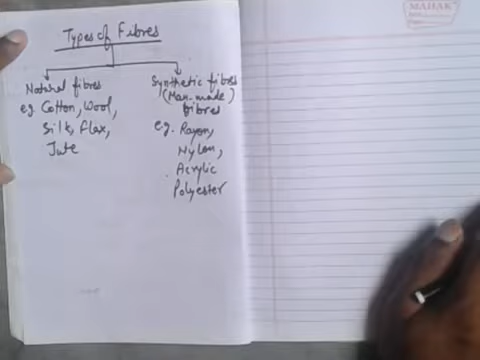 Types of Fibres
Natural fibres
eg. Cotton, Wool,
Silk, Flax,
Jute
Synthetic fibres
(Man-made)
fibres
eg. Rayon,
Nylon,
Acrylic
Polyester
MAHAK